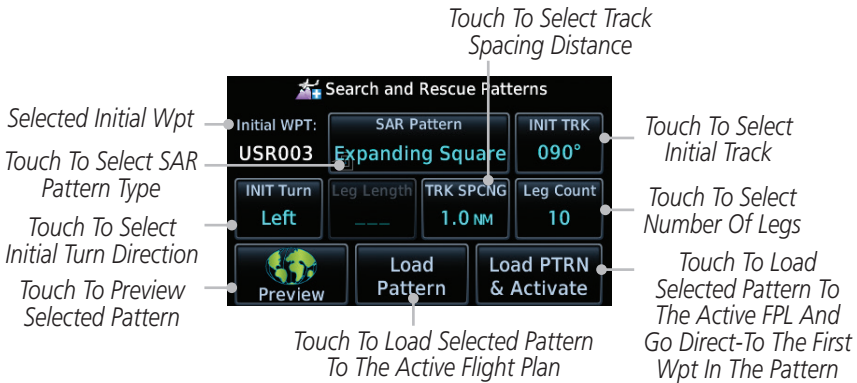 Touch To Select Track
Spacing Distance
Search and Rescue Patterns
Selected Initial Wpt
Initial WPT:
USR003
SAR Pattern
Expanding Square
INIT TRK
090°
Touch To Select
Initial Track
Touch To Select SAR
Pattern Type
INIT Turn
Left
Leg Length
___
TRK SPCNG
1.0 NM
Leg Count
10
Touch To Select
Number Of Legs
Touch To Select
Initial Turn Direction
Preview
Load
Pattern
Load PTRN
& Activate
Touch To Preview
Selected Pattern
Touch To Load
Selected Pattern To
The Active FPL And
Go Direct-To The First
Wpt In The Pattern
Touch To Load Selected Pattern
To The Active Flight Plan